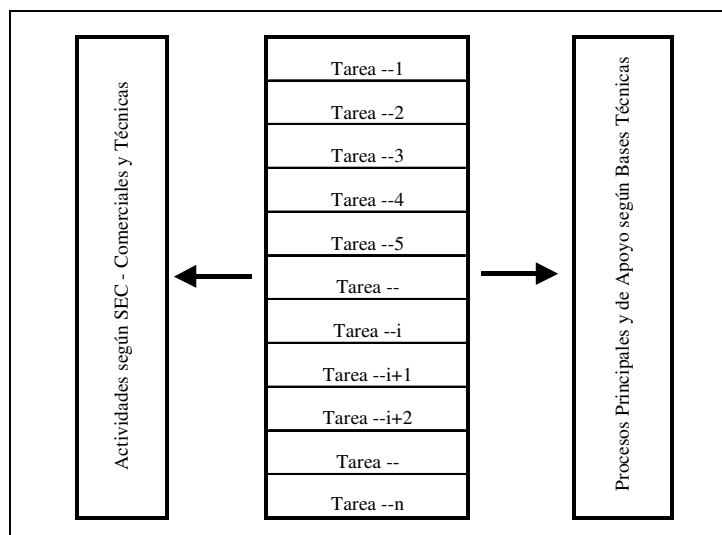 Actividades según SEC - Comerciales y Técnicas
Tarea --1
Tarea --2
Tarea --3
Tarea --4
Tarea --5
Tarea --
Tarea --i
Tarea --i+1
Tarea --i+2
Tarea --
Tarea --n
Procesos Principales y de Apoyo según Bases Técnicas